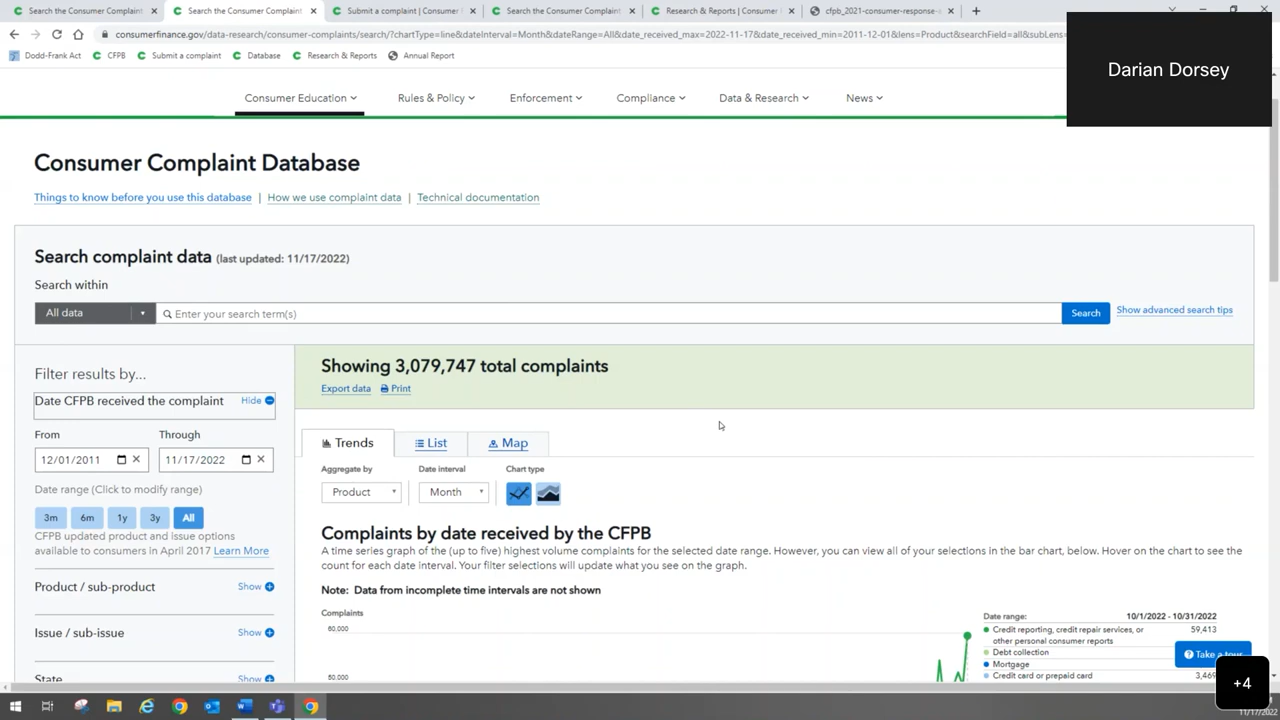 Search the Consumer Complaint
Search the Consumer Complaint
Submit a complaint | Consumer
Search the Consumer Complaint
Research & Reports | Consumer
cfpb_2021-consumer-response-
consumerfinance.gov/data-research/consumer-complaints/search/?chartType=line&dateInterval=Month&dateRange=All&date_received_max=2022-11-17&date_received_min=2011-12-01&lens=Product&searchField=all&subLens=
Darian Dorsey
Dodd-Frank Act
CFPB
Submit a complaint
Database
Research & Reports
Annual Report
Consumer Education
Rules & Policy
Enforcement
Compliance
Data & Research
News
Consumer Complaint Database
Things to know before you use this database | How we use complaint data | Technical documentation
Search complaint data (last updated: 11/17/2022)
Search within
All data
Enter your search term(s)
Search
Show advanced search tips
Filter results by...
Date CFPB received the complaint
Hide
From
Through
12/01/2011
11/17/2022
Date range (Click to modify range)
3m
6m
1y
3y
All
CFPB updated product and issue options
available to consumers in April 2017 Learn More
Product / sub-product
Show
Issue / sub-issue
Show
State
Show
Showing 3,079,747 total complaints
Export data
Print
Trends
List
Map
Aggregate by
Date interval
Chart type
Product
Month
Complaints by date received by the CFPB
A time series graph of the (up to five) highest volume complaints for the selected date range. However, you can view all of your selections in the bar chart, below. Hover on the chart to see the
count for each date interval. Your filter selections will update what you see on the graph.
Note: Data from incomplete time intervals are not shown
Complaints
60,000
50,000
Date range:
10/1/2022 - 10/31/2022
Credit reporting, credit repair services, or
other personal consumer reports
59,413
Debt collection
Mortgage
Credit card or prepaid card
3,469
Take a tour
+4
11/17/2022